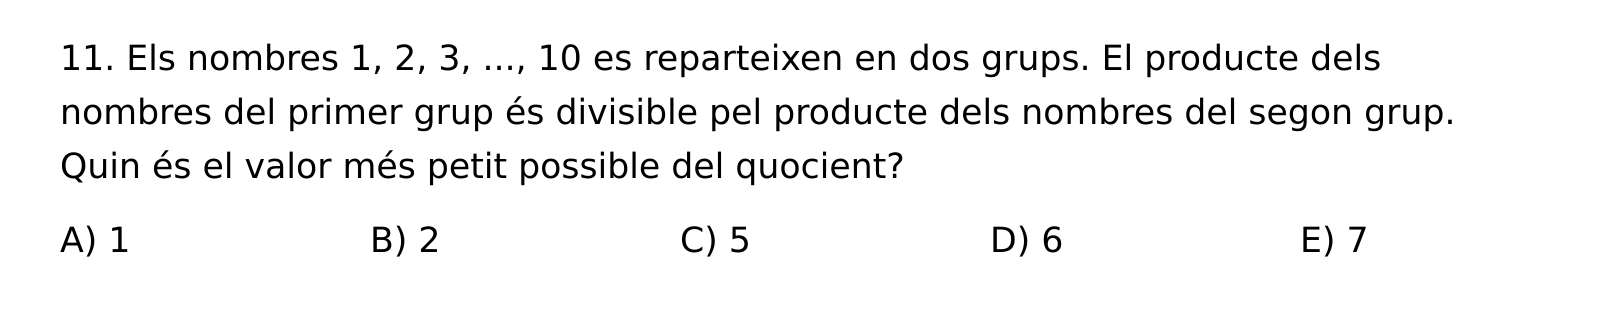 11. Els nombres 1, 2, 3, ..., 10 es reparteixen en dos grups. El producte dels
nombres del primer grup és divisible pel producte dels nombres del segon grup.
Quin és el valor més petit possible del quocient?
A) 1 B) 2 C) 5 D) 6 E) 7